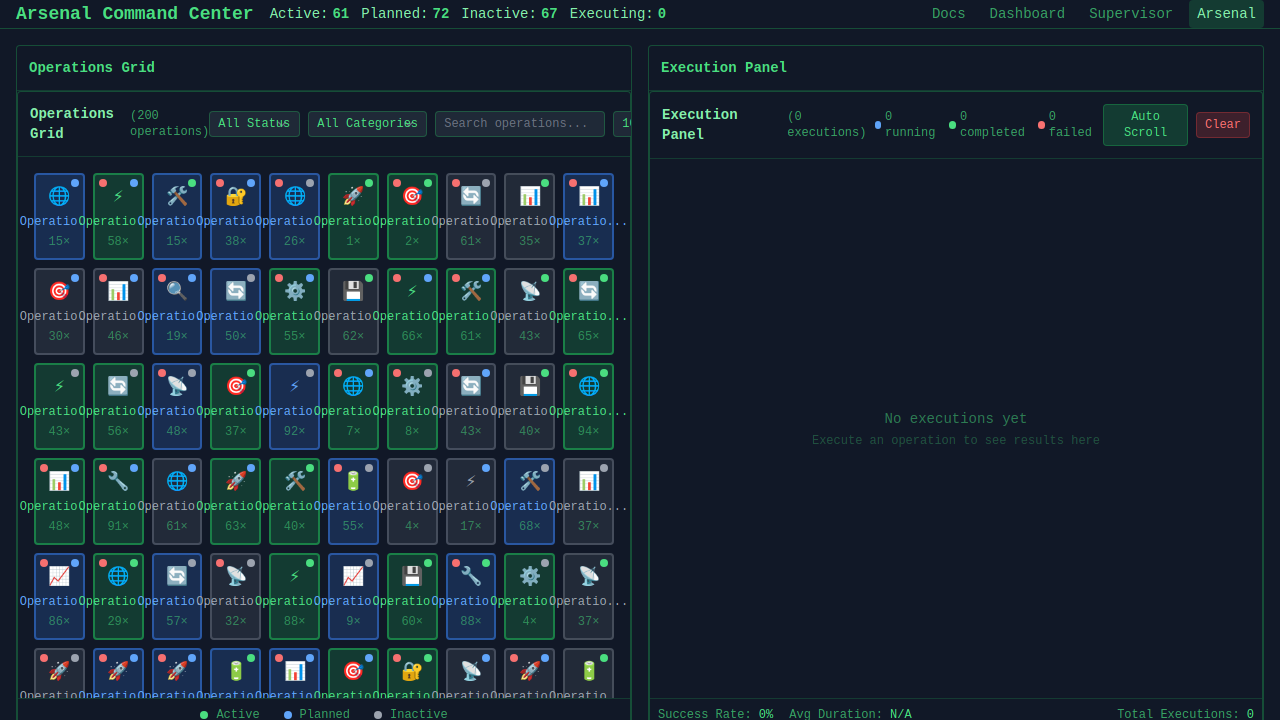 Arsenal Command Center Active: 61 Planned: 72 Inactive: 67 Executing: 0 Docs Dashboard Supervisor Arsenal
Operations Grid
Operations Grid (200 operations) All Status All Categories Search operations...
Operatio...
15× 58× 15× 38× 26× 1× 2× 61× 35× 37×
Operatio...
30× 46× 19× 50× 55× 62× 66× 61× 43× 65×
Operatio...
43× 56× 48× 37× 92× 7× 8× 43× 40× 94×
Operatio...
48× 91× 61× 63× 40× 55× 4× 17× 68× 37×
Operatio...
86× 29× 57× 32× 88× 9× 60× 88× 4× 37×
Active Planned Inactive
Execution Panel
Execution Panel (0 executions) 0 running 0 completed 0 failed Auto Scroll Clear
No executions yet
Execute an operation to see results here
Success Rate: 0% Avg Duration: N/A Total Executions: 0